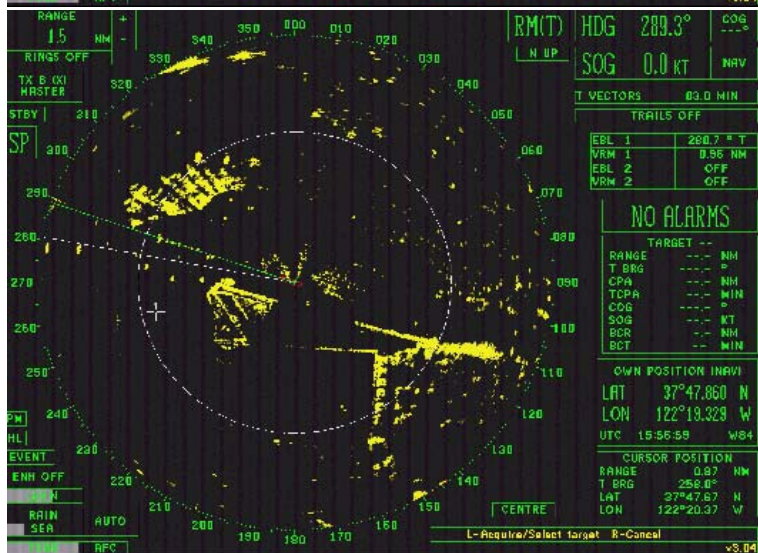 RANGE
1.5 NM
+
-
RINGS OFF
TX B (X)
MASTER
STBY
SP
000
020
030
040
050
060
070
080
090
100
110
120
130
140
150
160
180
190
200
210
220
230
240
250
260
270
280
290
300
310
320
330
340
RM(T)
N UP
HDG 289.3°
SOG 0.0 KT
COG
---°
NAV
T VECTORS 03.0 MIN
TRAILS OFF
EBL 1 280.7 ° T
VRM 1 0.95 NM
EBL 2 OFF
VRM 2 OFF
NO ALARMS
TARGET --
RANGE ---.- NM
T BRG ---.- °
CPA ---.- NM
TCPA ---.- MIN
COG ---.- °
SOG ---.- KT
BCR ---.- NM
BCT ---.- MIN
OWN POSITION (NAV)
LAT 37°47.860 N
LON 122°19.329 W
UTC 15:56:59 W84
CURSOR POSITION
RANGE 0.87 NM
T BRG 258.0°
LAT 37°47.67 N
LON 122°20.37 W
PM
HL
EVENT
ENH OFF
RAIN
SEA
AUTO
AFC
CENTRE
L-Acquire/Select target R-Cancel
v3.04